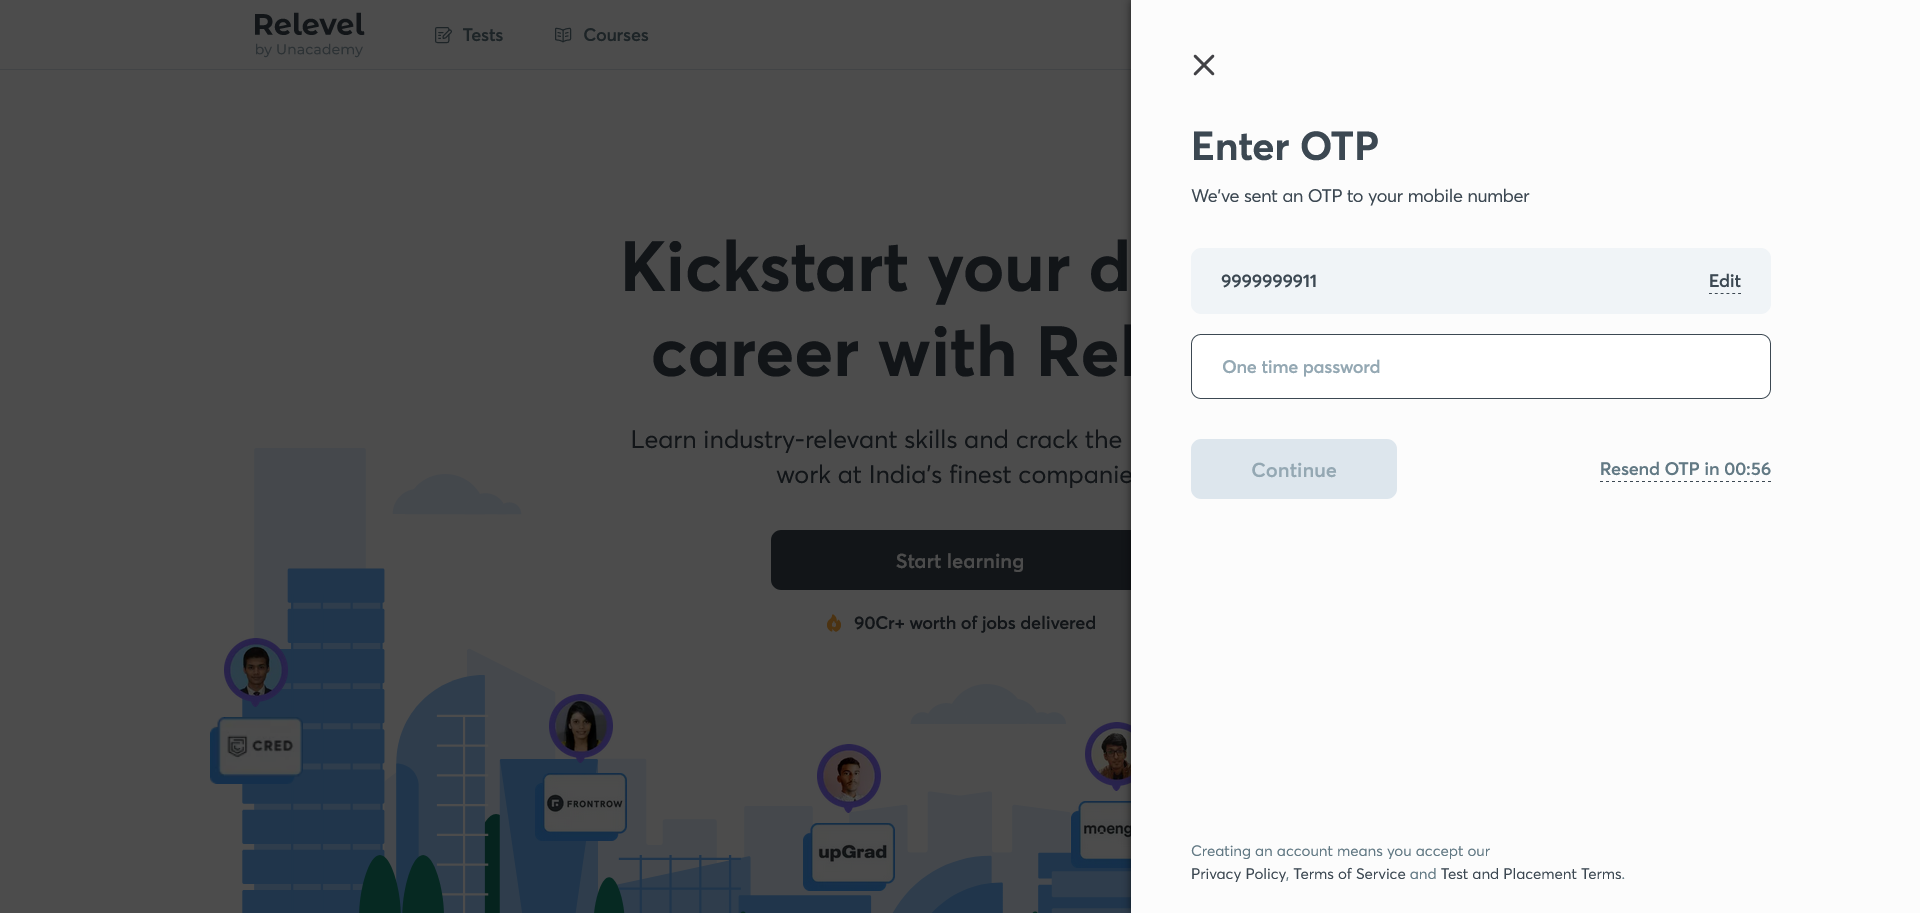 Relevel
by Unacademy
Tests
Courses
Kickstart your d
career with Rel
Learn industry-relevant skills and crack the
work at India's finest companie
Start learning
90Cr+ worth of jobs delivered
CRED
FRONTROW
upGrad
moeng
Enter OTP
We've sent an OTP to your mobile number
9999999911 Edit
One time password
Continue
Resend OTP in 00:56
Creating an account means you accept our
Privacy Policy, Terms of Service and Test and Placement Terms.